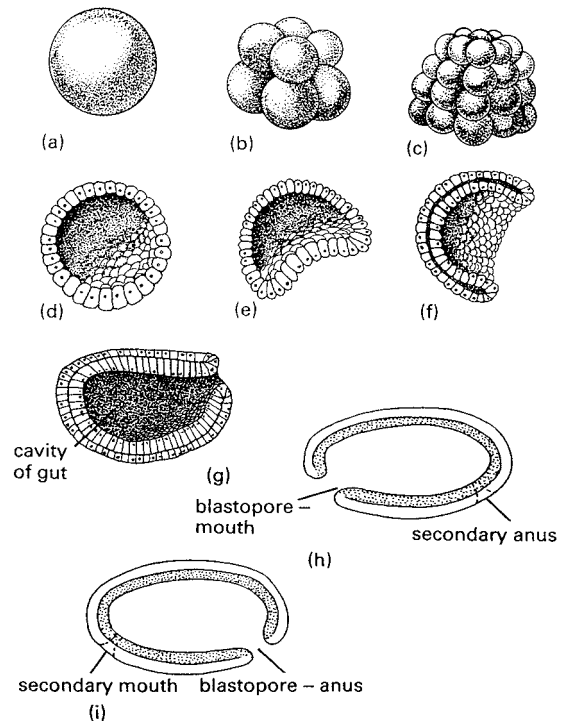 (a)
(b)
(c)
(d)
(e)
(f)
cavity
of gut
(g)
blastopore –
mouth
secondary anus
(h)
secondary mouth
blastopore – anus
(i)